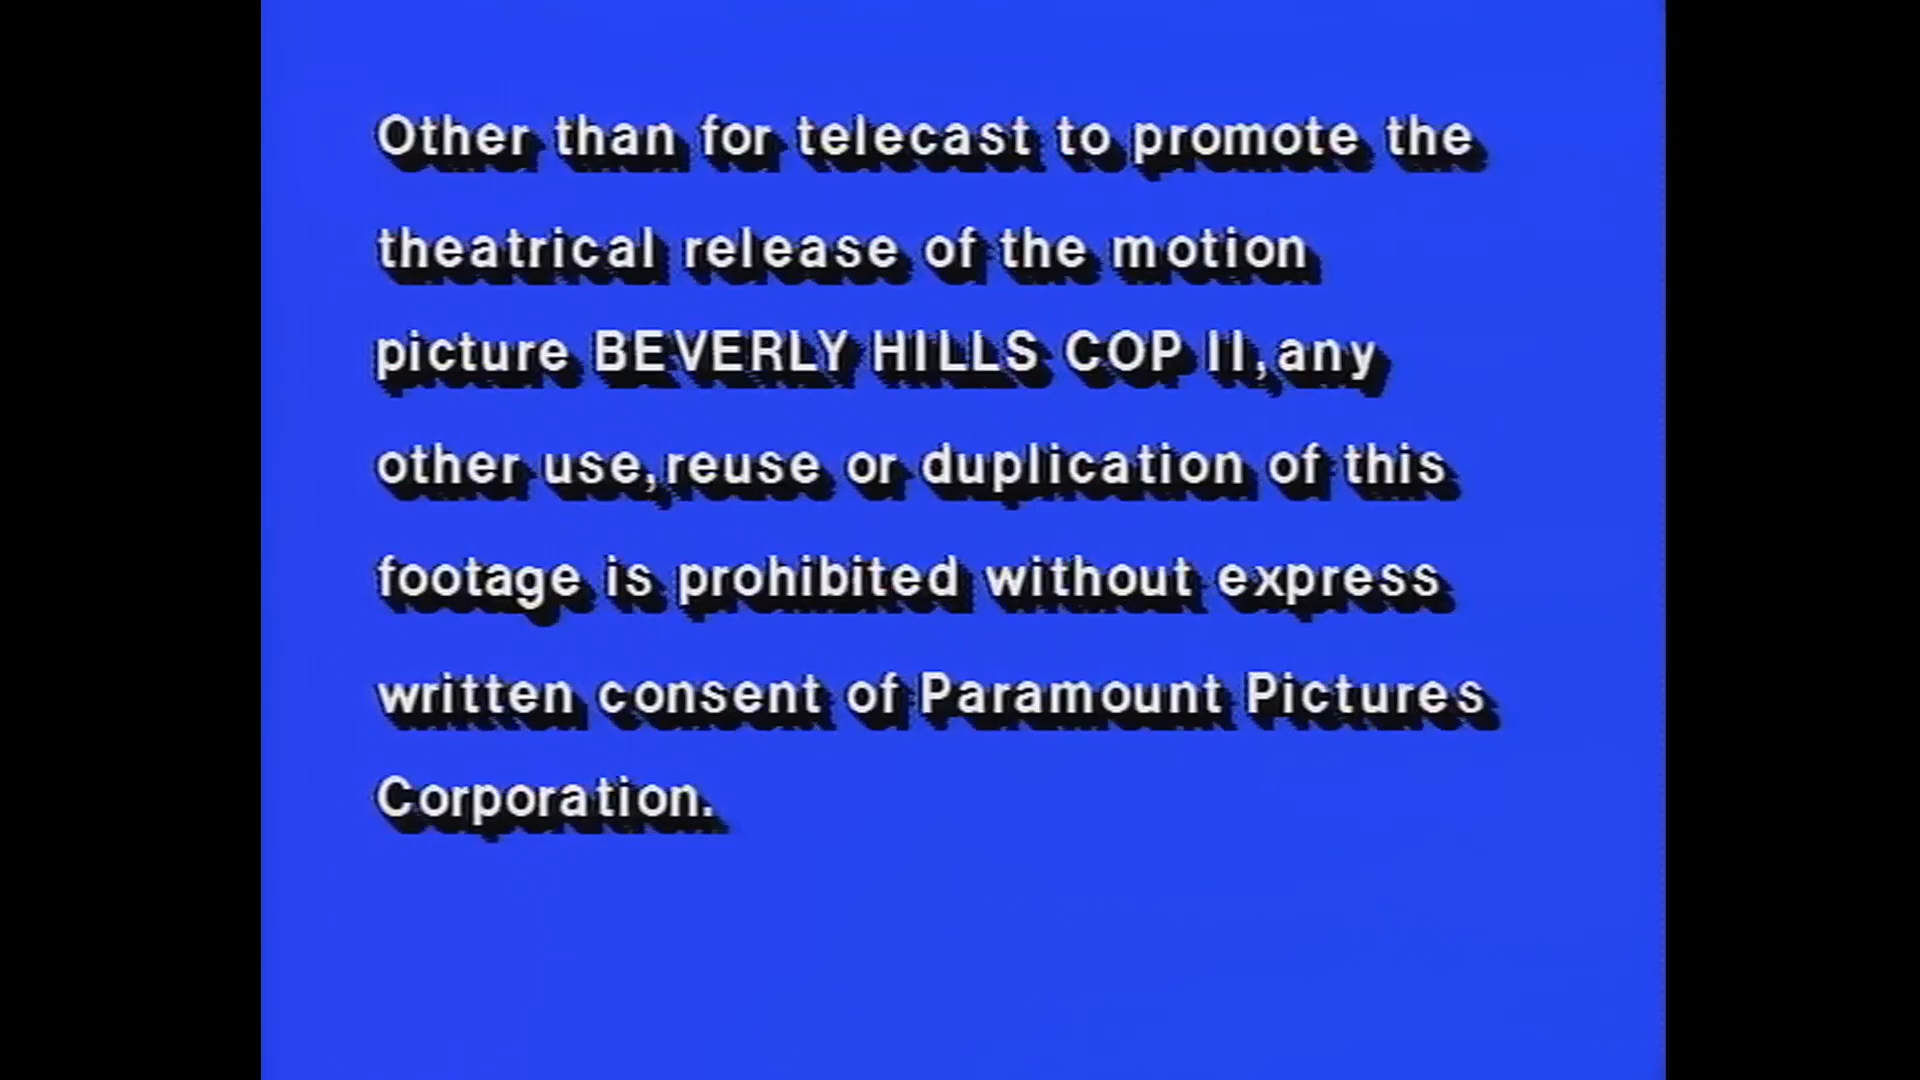 Other than for telecast to promote the
theatrical release of the motion
picture BEVERLY HILLS COP II,any
other use,reuse or duplication of this
footage is prohibited without express
written consent of Paramount Pictures
Corporation.